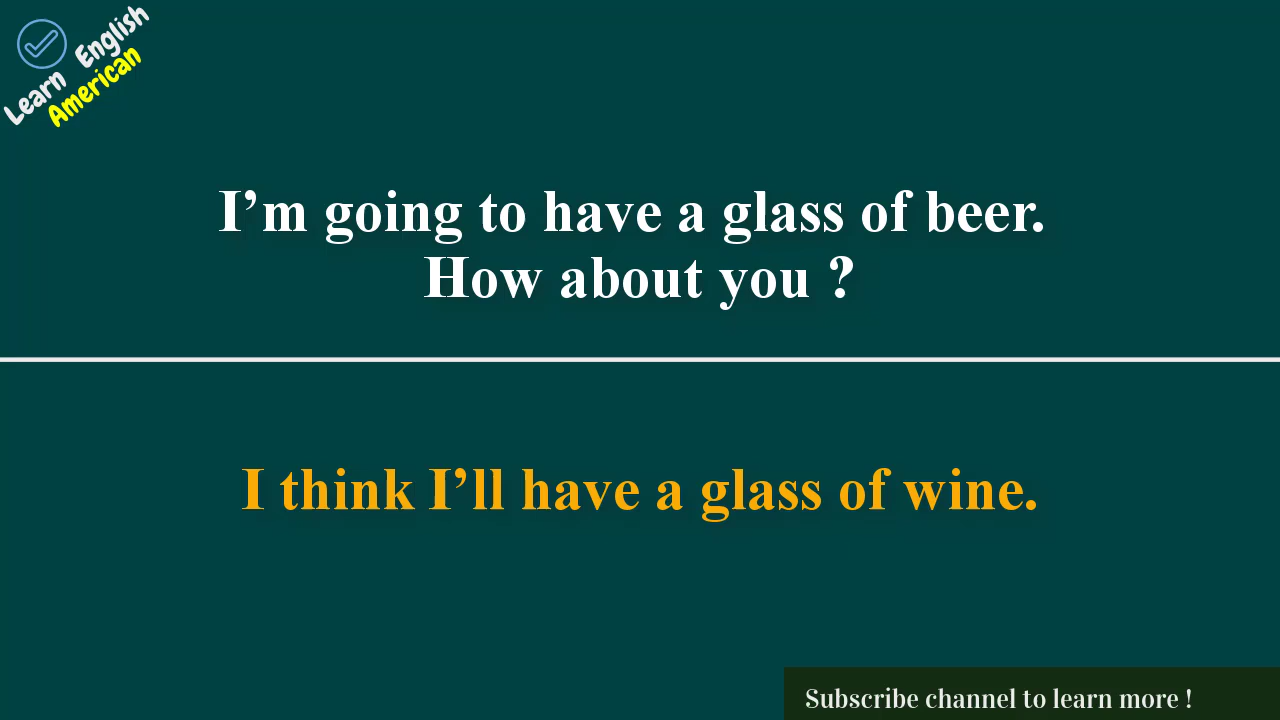 Learn English
American
I’m going to have a glass of beer.
How about you ?
I think I’ll have a glass of wine.
Subscribe channel to learn more !